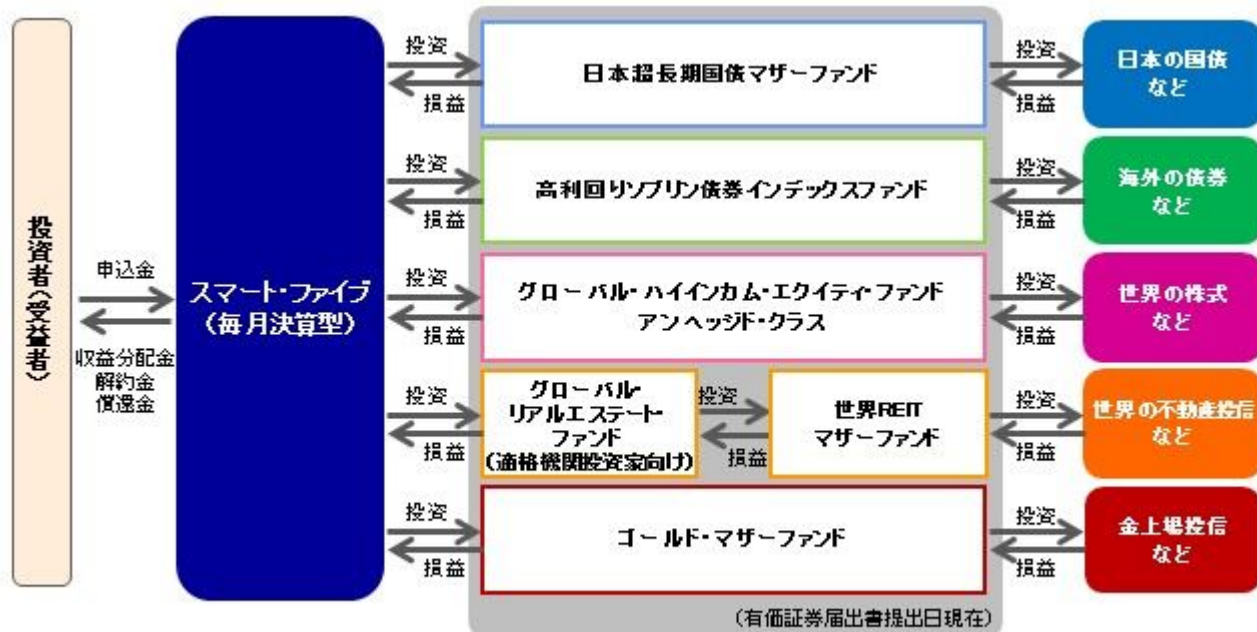 投資者(受益者)
申込金
収益分配金
解約金
償還金
スマート・ファイブ
(毎月決算型)
投資
損益
日本超長期国債マザーファンド
投資
損益
日本の国債
など
投資
損益
高利回りソブリン債券インデックスファンド
投資
損益
海外の債券
など
投資
損益
グローバル・ハイインカム・エクイティ・ファンド
アンヘッジド・クラス
投資
損益
世界の株式
など
投資
損益
グローバル・
リアルエステート・
ファンド
(適格機関投資家向け)
投資
損益
世界REIT
マザーファンド
投資
損益
世界の不動産投信
など
投資
損益
ゴールド・マザーファンド
投資
損益
金上場投信
など
(有価証券届出書提出日現在)